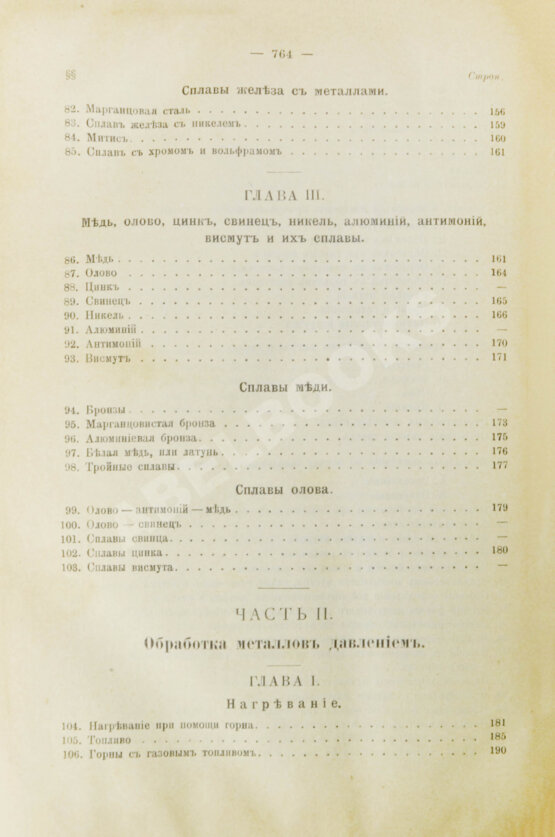 — 764 —
§§ Стран.
Сплавы желѣза съ металлами.
82. Марганцовая сталь . . . . . . . . . . . . . . . . . . . . 156
83. Сплавъ желѣза съ никелемъ . . . . . . . . . . . . . . . . 159
84. Митисъ. . . . . . . . . . . . . . . . . . . . . . . . . 160
85. Сплавъ съ хромомъ и вольфрамомъ . . . . . . . . . . . . . 161
ГЛАВА III.
Мѣдь, олово, цинкъ, свинецъ, никель, алюминій, антимоній,
висмутъ и ихъ сплавы.
86. Мѣдь . . . . . . . . . . . . . . . . . . . . . . . . . . 161
87. Олово . . . . . . . . . . . . . . . . . . . . . . . . . 164
88. Цинкъ . . . . . . . . . . . . . . . . . . . . . . . . . —
89. Свинецъ . . . . . . . . . . . . . . . . . . . . . . . . 165
90. Никель . . . . . . . . . . . . . . . . . . . . . . . . . 166
91. Алюминій . . . . . . . . . . . . . . . . . . . . . . . . —
92. Антимоній . . . . . . . . . . . . . . . . . . . . . . . 170
93. Висмутъ . . . . . . . . . . . . . . . . . . . . . . . . 171
Сплавы мѣди.
94. Бронзы . . . . . . . . . . . . . . . . . . . . . . . . . —
95. Марганцовистая бронза . . . . . . . . . . . . . . . . . . 173
96. Алюминіевая бронза . . . . . . . . . . . . . . . . . . . 175
97. Бѣлая мѣдь, или латунь . . . . . . . . . . . . . . . . . 176
98. Тройные сплавы . . . . . . . . . . . . . . . . . . . . . 177
Сплавы олова.
99. Олово — антимоній — мѣдь . . . . . . . . . . . . . . . . 179
100. Олово — свинецъ . . . . . . . . . . . . . . . . . . . . —
101. Сплавы свинца . . . . . . . . . . . . . . . . . . . . . —
102. Сплавы цинка . . . . . . . . . . . . . . . . . . . . . . 180
103. Сплавы висмута . . . . . . . . . . . . . . . . . . . . . —
ЧАСТЬ II.
Обработка металловъ давленіемъ.
ГЛАВА I.
Нагрѣваніе.
104. Нагрѣваніе при помощи горна . . . . . . . . . . . . . . 181
105. Топливо . . . . . . . . . . . . . . . . . . . . . . . . 185
106. Горны съ газовымъ топливомъ . . . . . . . . . . . . . . 190
BELBOOKS